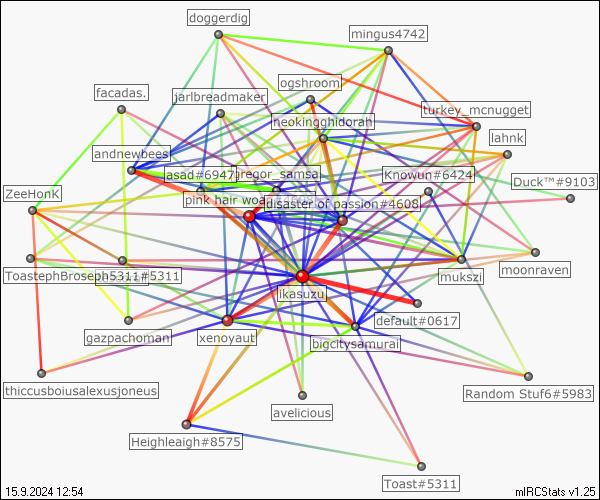 doggerdig
mingus4742
ogshroom
facadas.
jarlbreadmaker
turkey_mcnugget
neokingghidorah
lahnk
andnewbees
asad#6947
gregor_samsa
Knowun#6424
Duck™#9103
ZeeHonK
pink hair woa
disaster of passion#4608
ToastephBroseph5311#5311
mukszi
moonraven
likasuzu
default#0617
gazpachoman
xenoyaut
bigcitysamurai
thiccusboiusalexusjoneus
Random Stuf6#5983
avelicious
Heighleaigh#8575
Toast#5311
15.9.2024 12:54
mIRCStats v1.25